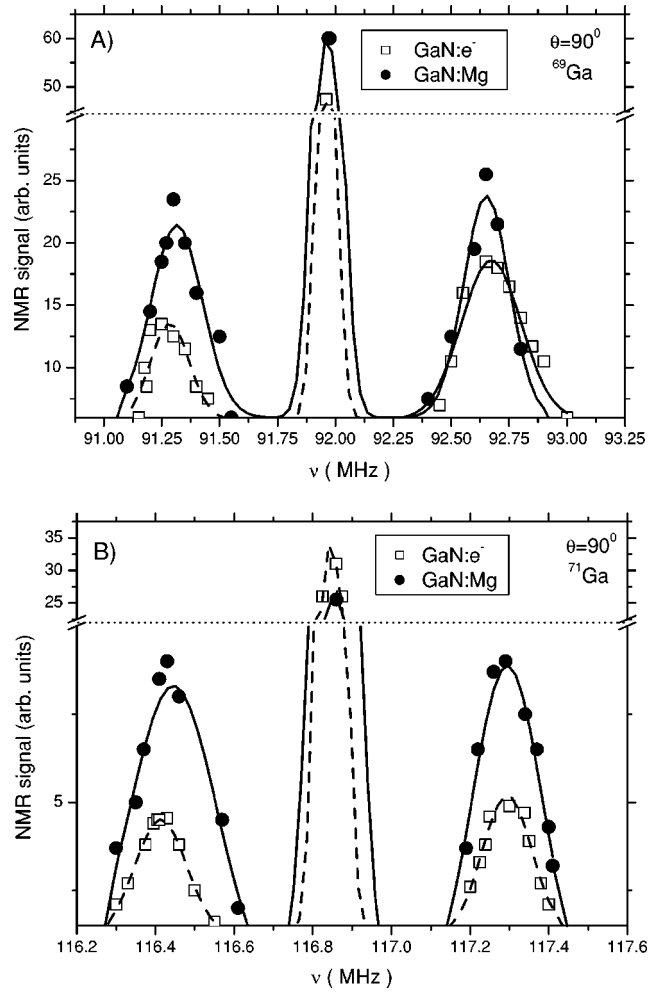 A)
GaN:e⁻
GaN:Mg
θ=90⁰
⁶⁹Ga
60
50
25
20
15
10
NMR signal (arb. units)
91.00 91.25 91.50 91.75 92.00 92.25 92.50 92.75 93.00 93.25
ν ( MHz )
B)
GaN:e⁻
GaN:Mg
θ=90⁰
⁷¹Ga
35
30
25
5
NMR signal (arb. units)
116.2 116.4 116.6 116.8 117.0 117.2 117.4 117.6
ν ( MHz )